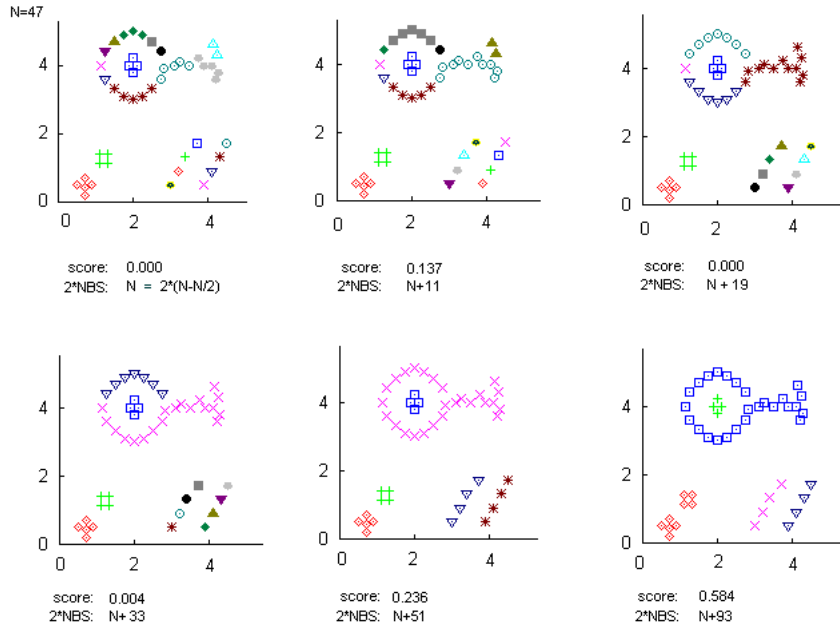 N=47
4
2
0
0 2 4
score: 0.000
2*NBS: N = 2*(N-N/2)
4
2
0
0 2 4
score: 0.137
2*NBS: N+11
4
2
0
0 2 4
score: 0.000
2*NBS: N + 19
4
2
0
0 2 4
score: 0.004
2*NBS: N+ 33
4
2
0
0 2 4
score: 0.236
2*NBS: N+51
4
2
0
0 2 4
score: 0.584
2*NBS: N+93